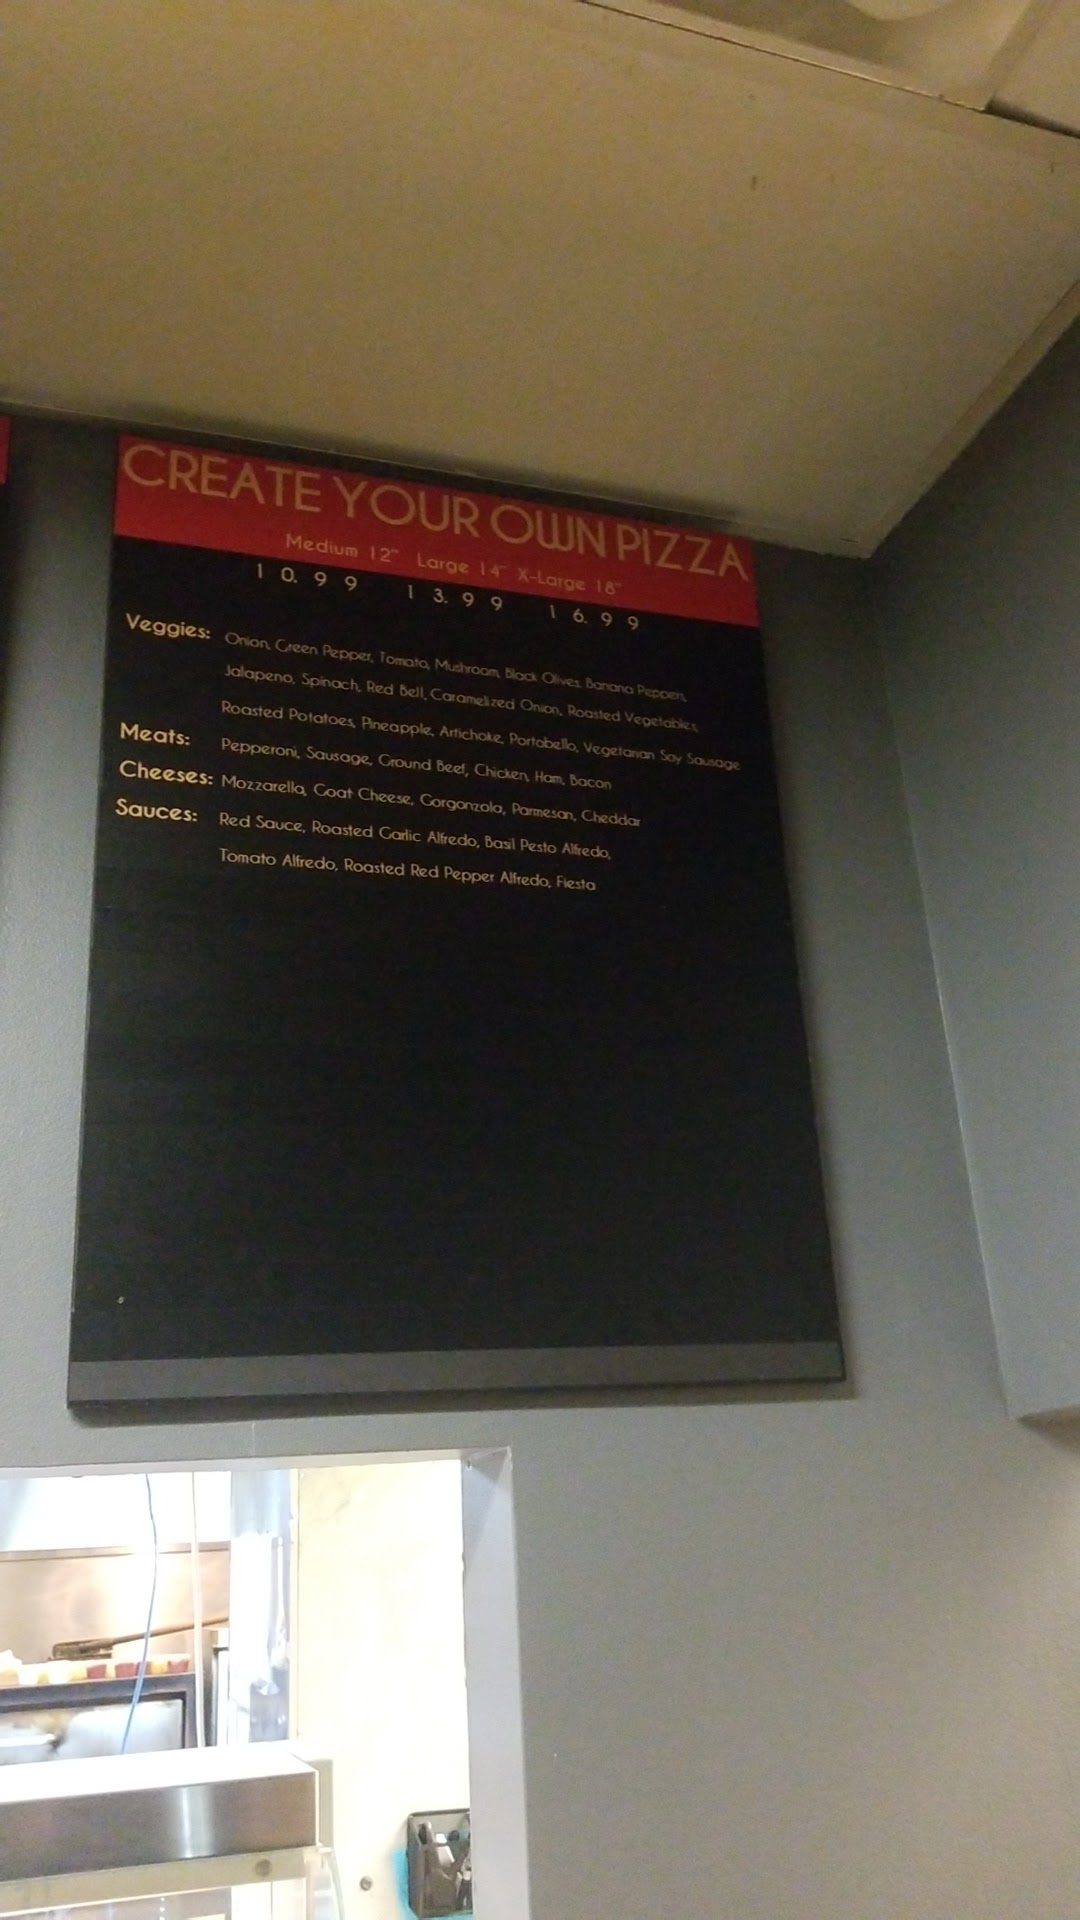 CREATE YOUR OWN PIZZA
Medium 12" Large 14" X-Large 18"
10.99 13.99 16.99
Veggies: Onion, Green Pepper, Tomato, Mushroom, Black Olives, Banana Peppers,
Jalapeno, Spinach, Red Bell, Caramelized Onion, Roasted Vegetables,
Roasted Potatoes, Pineapple, Artichoke, Portobello, Vegetarian Soy Sausage
Meats: Pepperoni, Sausage, Ground Beef, Chicken, Ham, Bacon
Cheeses: Mozzarella, Goat Cheese, Gorgonzola, Parmesan, Cheddar
Sauces: Red Sauce, Roasted Garlic Alfredo, Basil Pesto Alfredo,
Tomato Alfredo, Roasted Red Pepper Alfredo, Fiesta